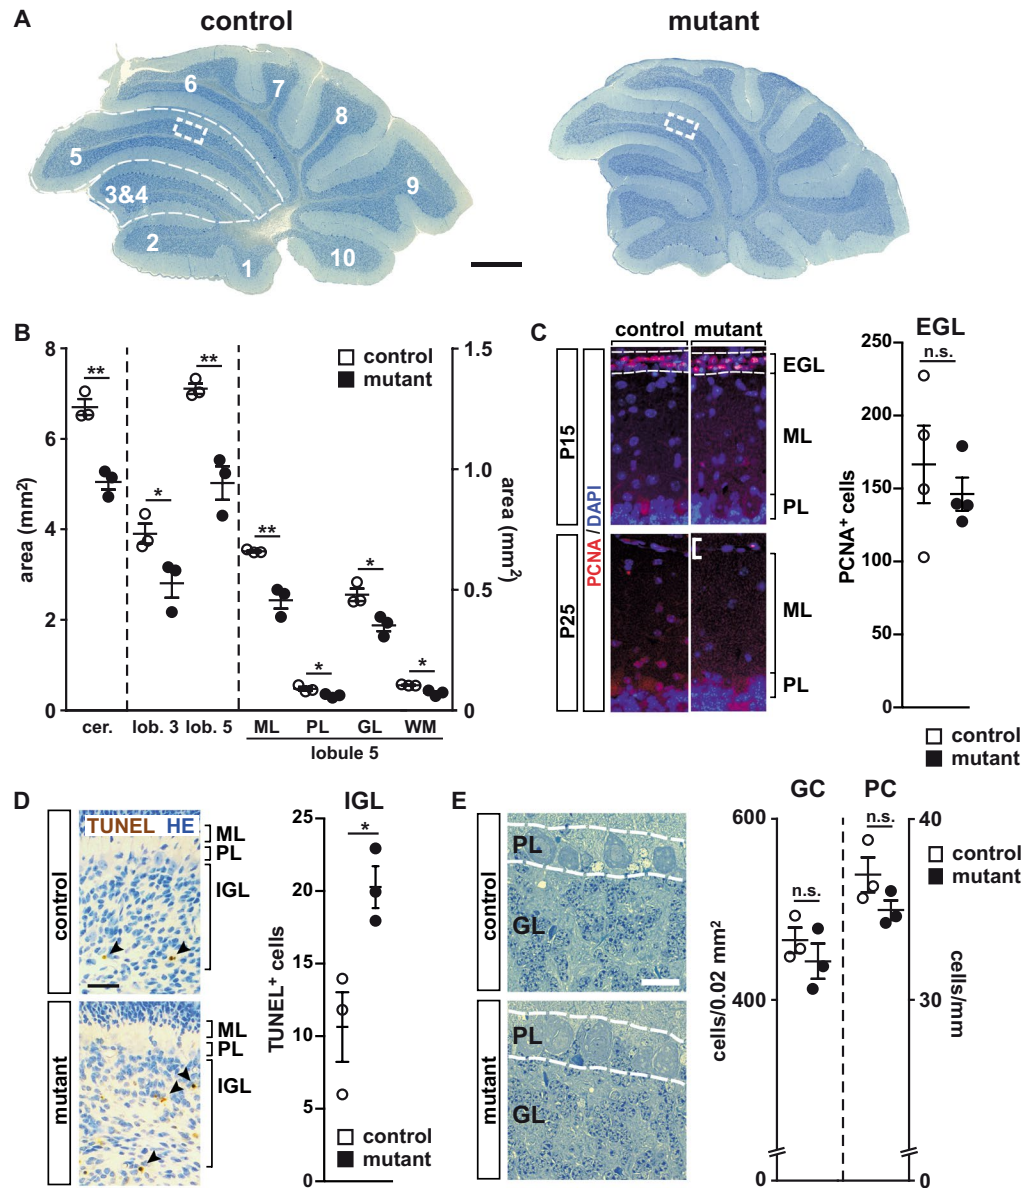 A
control
mutant
6
7
8
5
9
3&4
2
1
10
B
8
6
4
2
0
area (mm²)
**
*
**
**
*
*
*
control
mutant
1.5
1.0
0.5
0
area (mm²)
cer.
lob. 3
lob. 5
ML
PL
GL
WM
lobule 5
C
control
mutant
P15
P25
PCNA/DAPI
EGL
ML
PL
ML
PL
EGL
n.s.
250
200
150
100
50
0
PCNA⁺ cells
control
mutant
D
TUNEL HE
control
mutant
ML
PL
IGL
ML
PL
IGL
IGL
*
25
20
15
10
5
0
TUNEL⁺ cells
control
mutant
E
control
mutant
PL
GL
PL
GL
GC
PC
n.s.
n.s.
600
400
0
cells/0.02 mm²
40
30
0
cells/mm
control
mutant